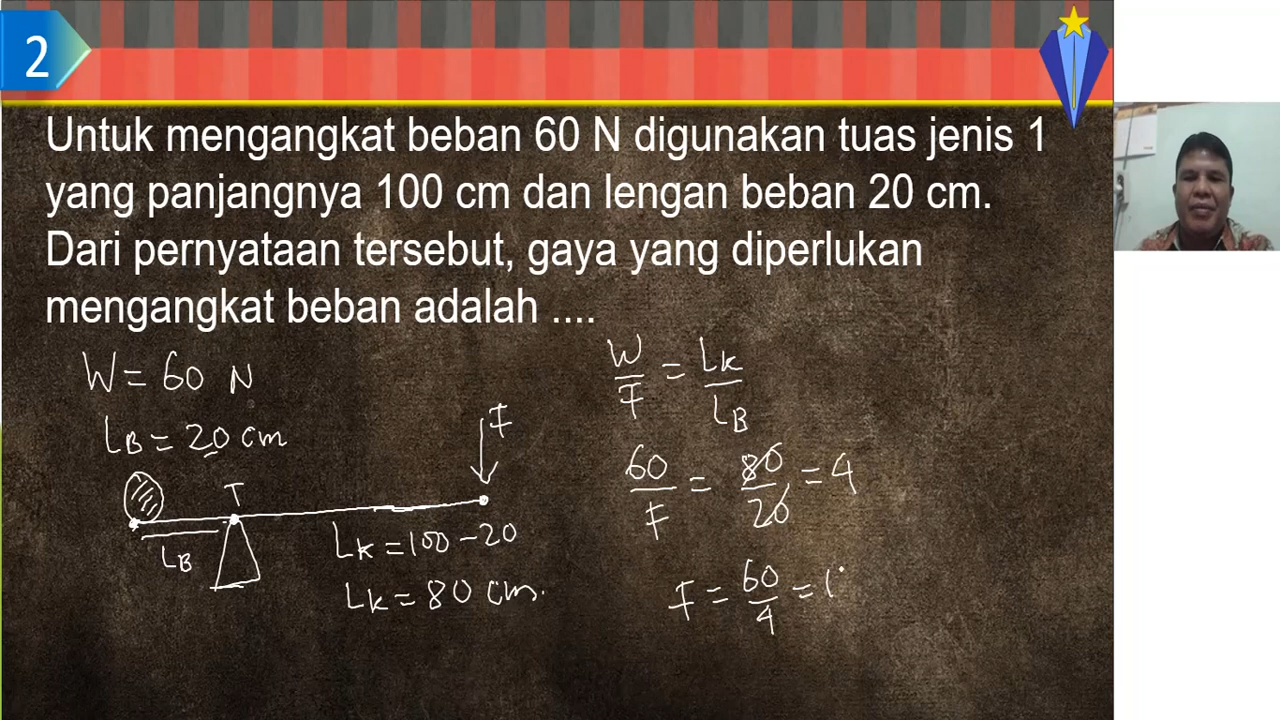 2
Untuk mengangkat beban 60 N digunakan tuas jenis 1
yang panjangnya 100 cm dan lengan beban 20 cm.
Dari pernyataan tersebut, gaya yang diperlukan
mengangkat beban adalah ....
W = 60 N
LB = 20 cm
F
T
LB
LK = 100 - 20
LK = 80 cm.
W/F = LK/LB
60/F = 80/20 = 4
F = 60/4 = 1